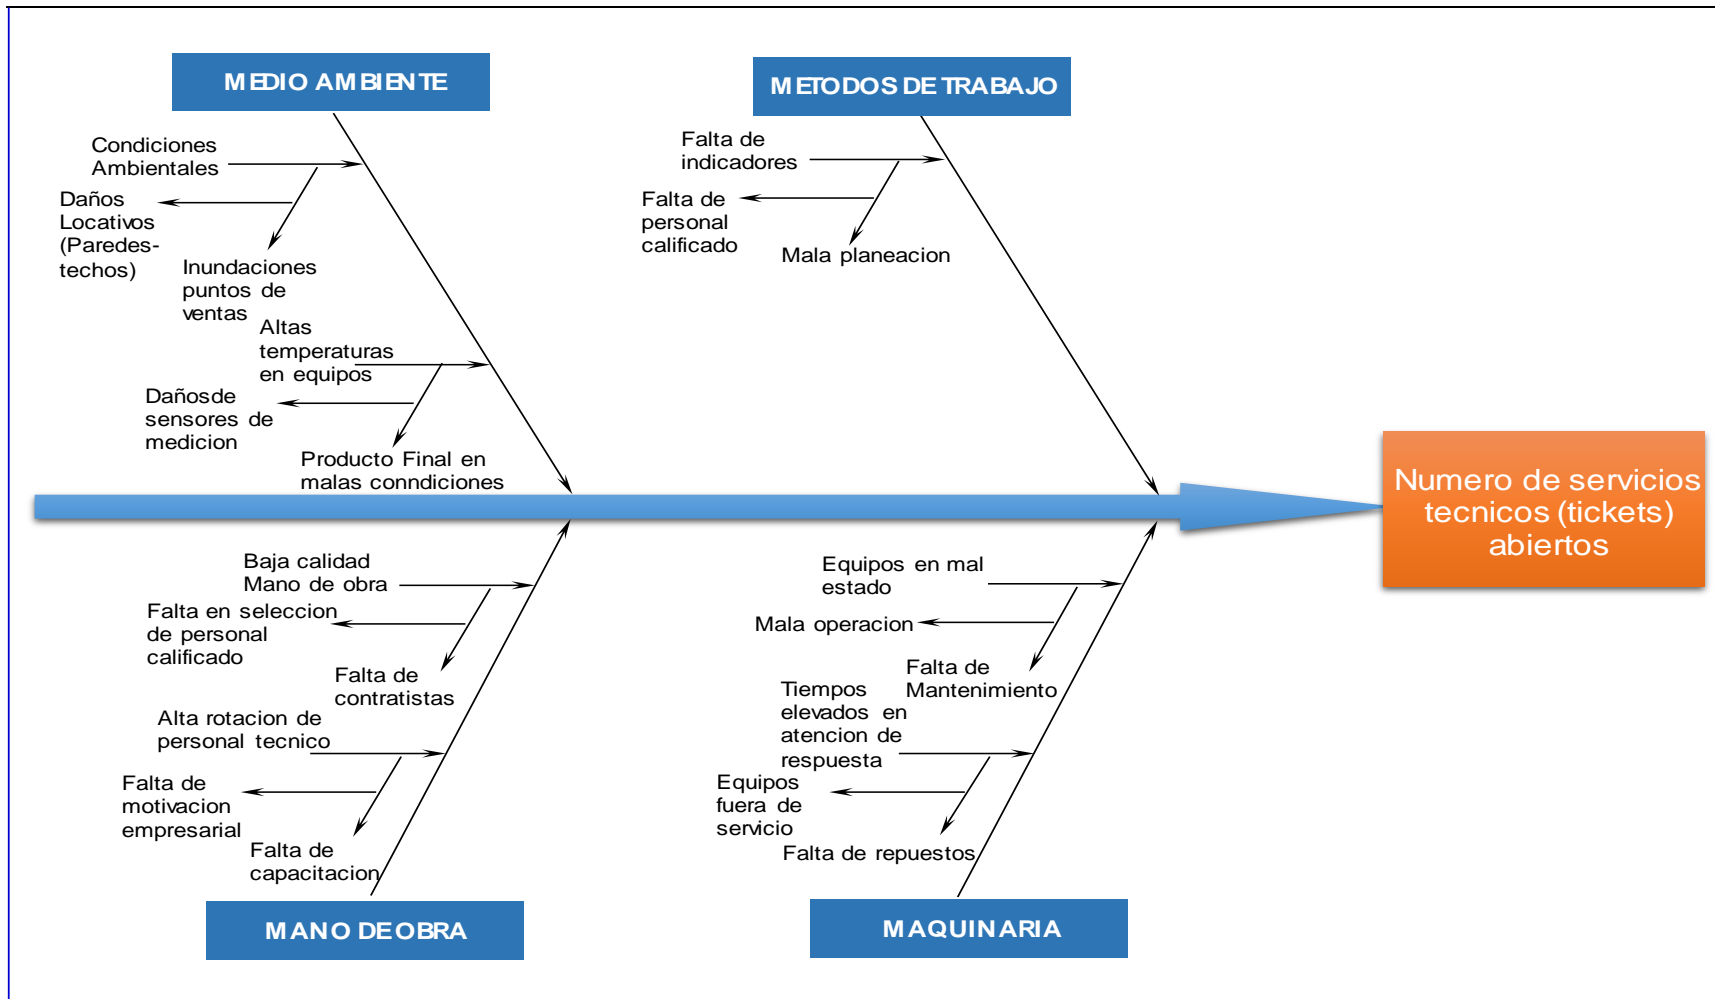 MEDIO AMBIENTE
METODOS DE TRABAJO
Condiciones
Ambientales
Daños
Locativos
(Paredes-
techos)
Inundaciones
puntos de
ventas
Altas
temperaturas
en equipos
Daños de
sensores de
medicion
Producto Final en
malas conndiciones
Falta de
indicadores
Falta de
personal
calificado
Mala planeacion
Numero de servicios
tecnicos (tickets)
abiertos
Baja calidad
Mano de obra
Falta en seleccion
de personal
calificado
Falta de
contratistas
Alta rotacion de
personal tecnico
Falta de
motivacion
empresarial
Falta de
capacitacion
Equipos en mal
estado
Mala operacion
Falta de
Mantenimiento
Tiempos
elevados en
atencion de
respuesta
Equipos
fuera de
servicio
Falta de repuestos
MANO DE OBRA
MAQUINARIA